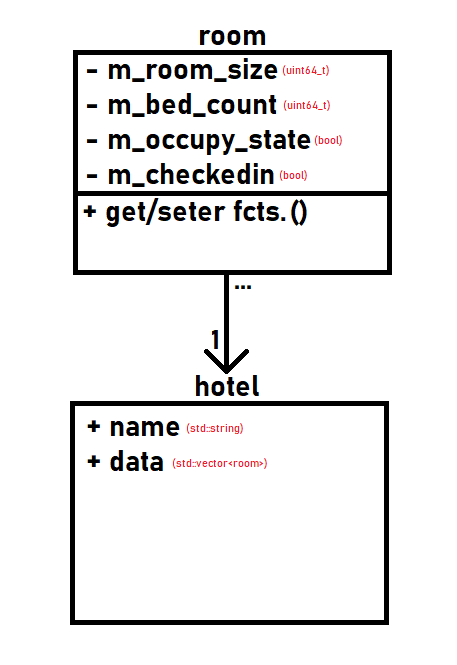 room
- m_room_size (uint64_t)
- m_bed_count (uint64_t)
- m_occupy_state (bool)
- m_checkedin (bool)
+ get/seter fcts.()
...
1
hotel
+ name (std::string)
+ data (std::vector<room>)